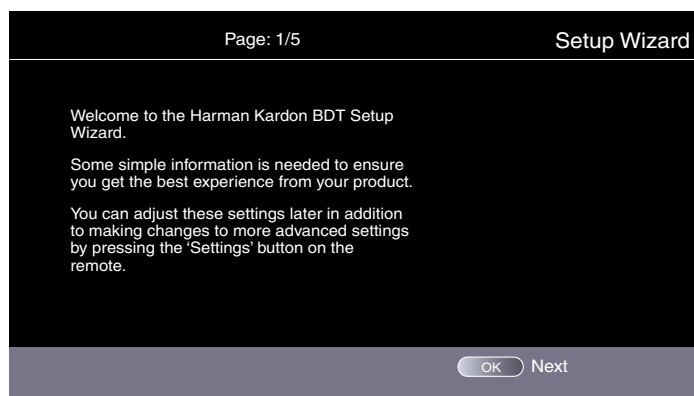 Page: 1/5
Setup Wizard
Welcome to the Harman Kardon BDT Setup
Wizard.
Some simple information is needed to ensure
you get the best experience from your product.
You can adjust these settings later in addition
to making changes to more advanced settings
by pressing the ‘Settings’ button on the
remote.
OK Next